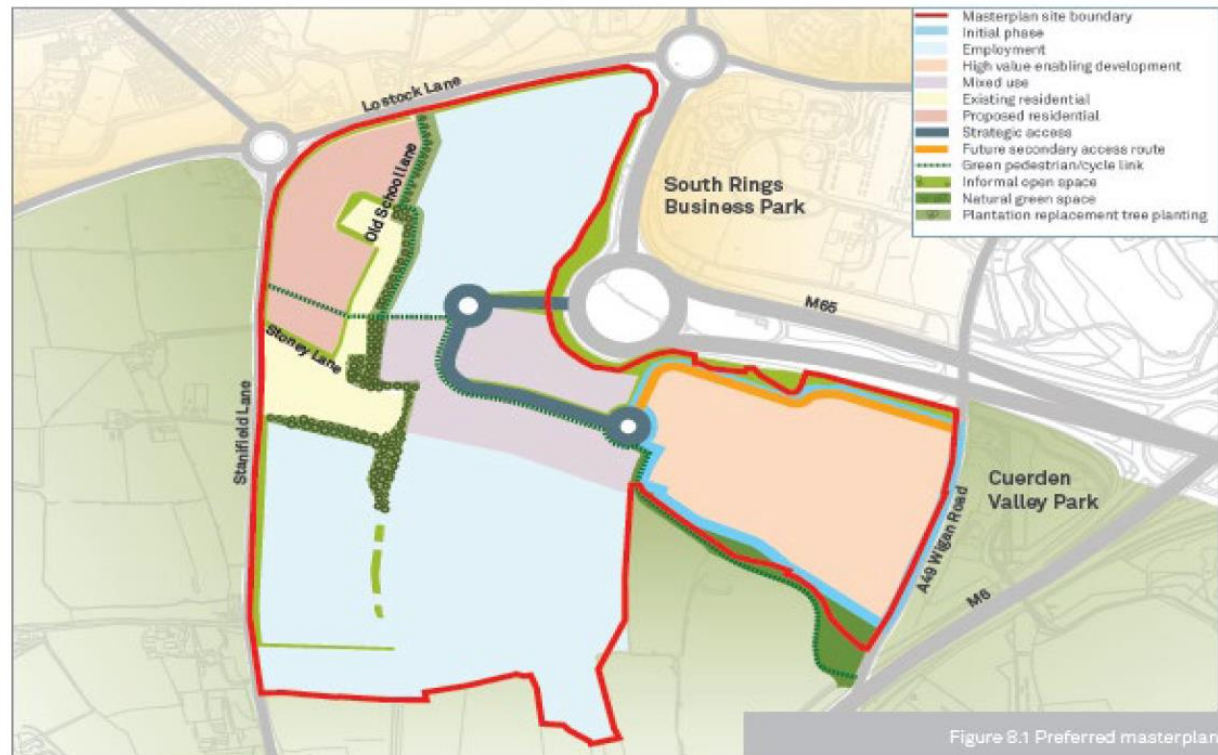 Masterplan site boundary
Initial phase
Employment
High value enabling development
Mixed use
Existing residential
Proposed residential
Strategic access
Future secondary access route
Green pedestrian/cycle link
Informal open space
Natural green space
Plantation replacement tree planting
Lostock Lane
Old School lane
South Rings
Business Park
M65
Stoney Lane
Stanifield Lane
Cuerden
Valley Park
A49 Wigan Road
M6
Figure 8.1 Preferred masterplan